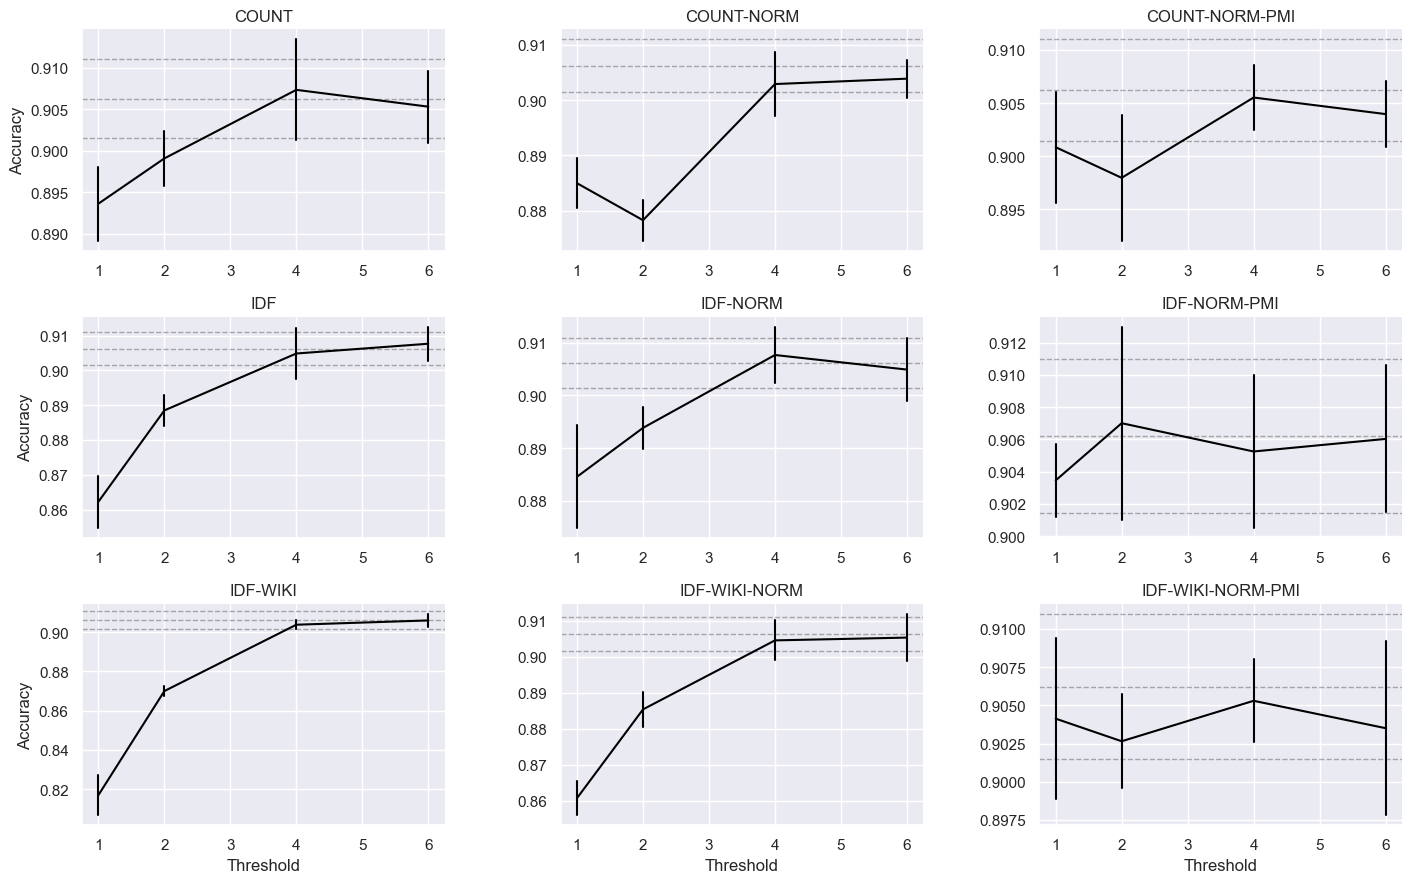 COUNT
COUNT-NORM
COUNT-NORM-PMI
Accuracy
0.910
0.905
0.900
0.895
0.890
1 2 3 4 5 6
0.91
0.90
0.89
0.88
1 2 3 4 5 6
0.910
0.905
0.900
0.895
1 2 3 4 5 6
IDF
IDF-NORM
IDF-NORM-PMI
Accuracy
0.91
0.90
0.89
0.88
0.87
0.86
1 2 3 4 5 6
0.91
0.90
0.89
0.88
1 2 3 4 5 6
0.912
0.910
0.908
0.906
0.904
0.902
0.900
1 2 3 4 5 6
IDF-WIKI
IDF-WIKI-NORM
IDF-WIKI-NORM-PMI
Accuracy
0.90
0.88
0.86
0.84
0.82
1 2 3 4 5 6
Threshold
0.91
0.90
0.89
0.88
0.87
0.86
1 2 3 4 5 6
Threshold
0.9100
0.9075
0.9050
0.9025
0.9000
0.8975
1 2 3 4 5 6
Threshold